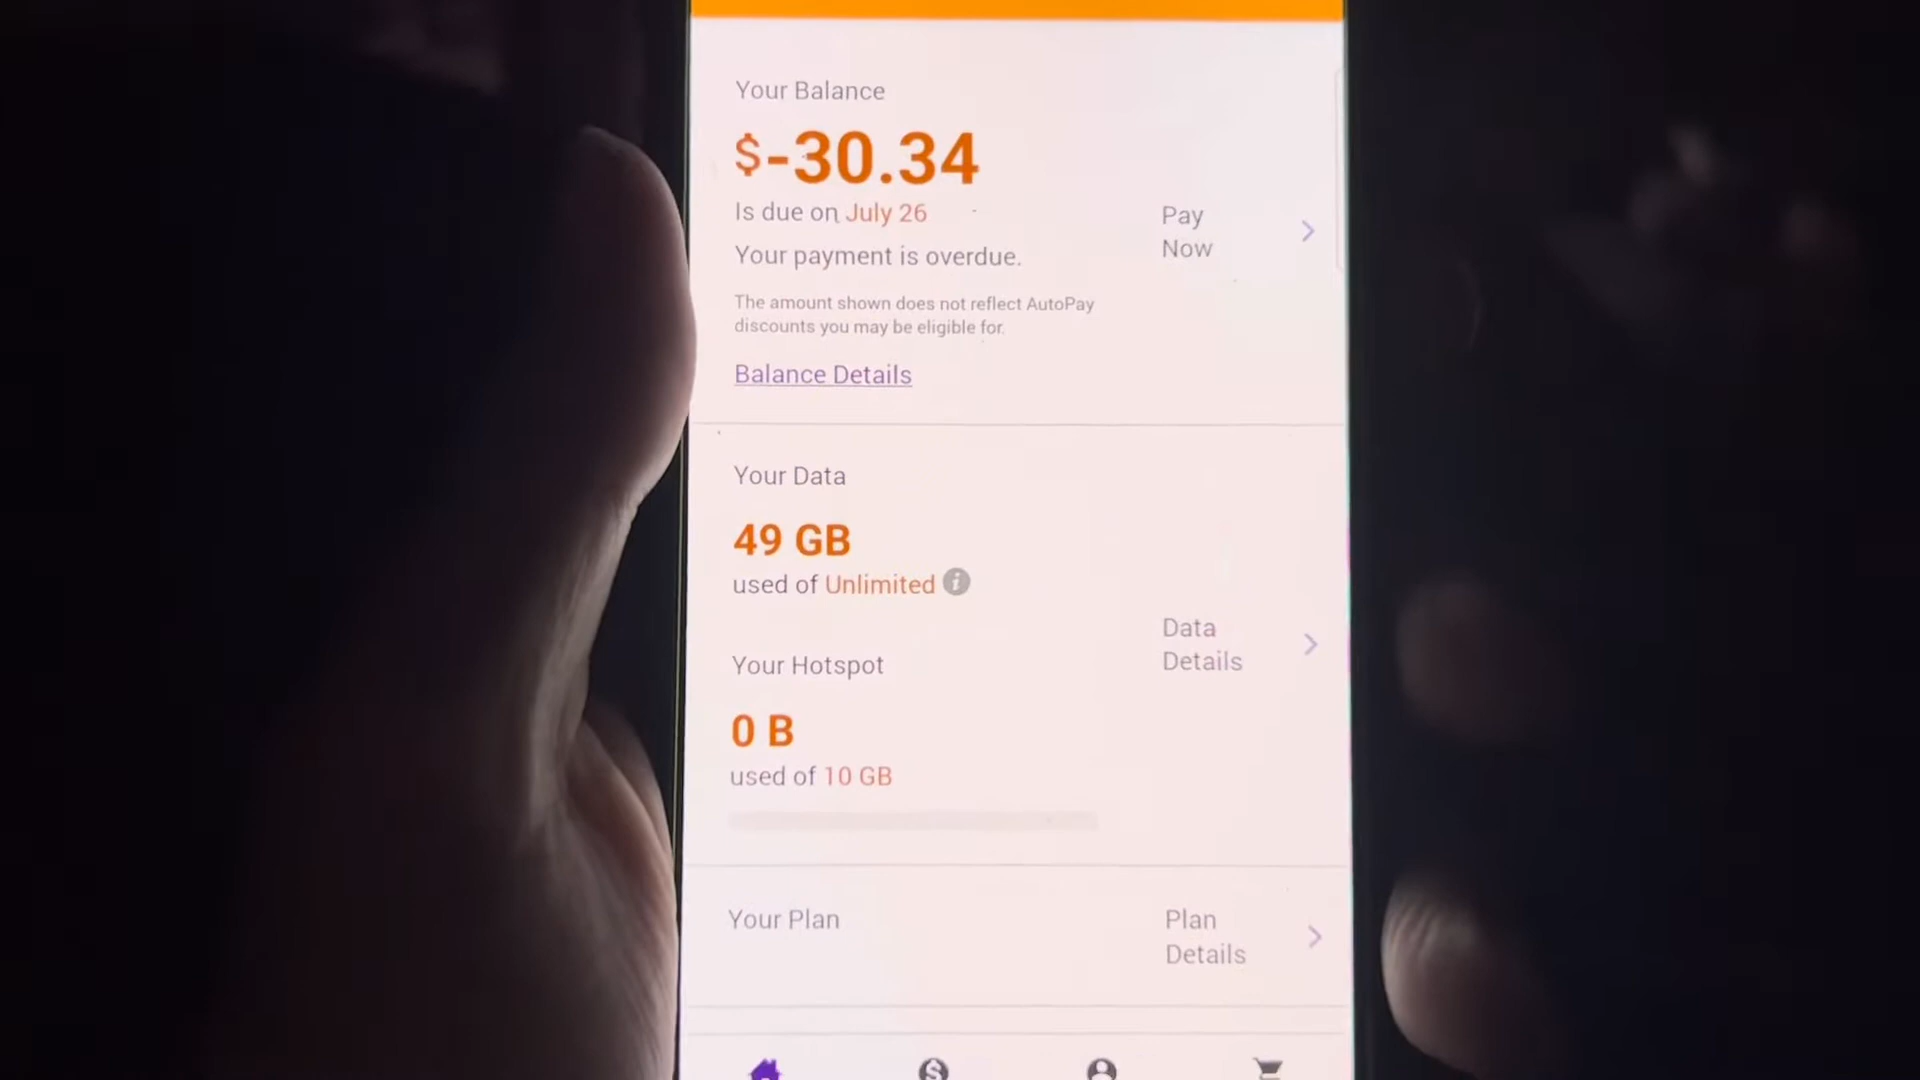 Your Balance
$-30.34
Is due on July 26
Your payment is overdue.
The amount shown does not reflect AutoPay
discounts you may be eligible for.
Balance Details
Pay
Now
Your Data
49 GB
used of Unlimited
Your Hotspot
0 B
used of 10 GB
Data
Details
Your Plan
Plan
Details